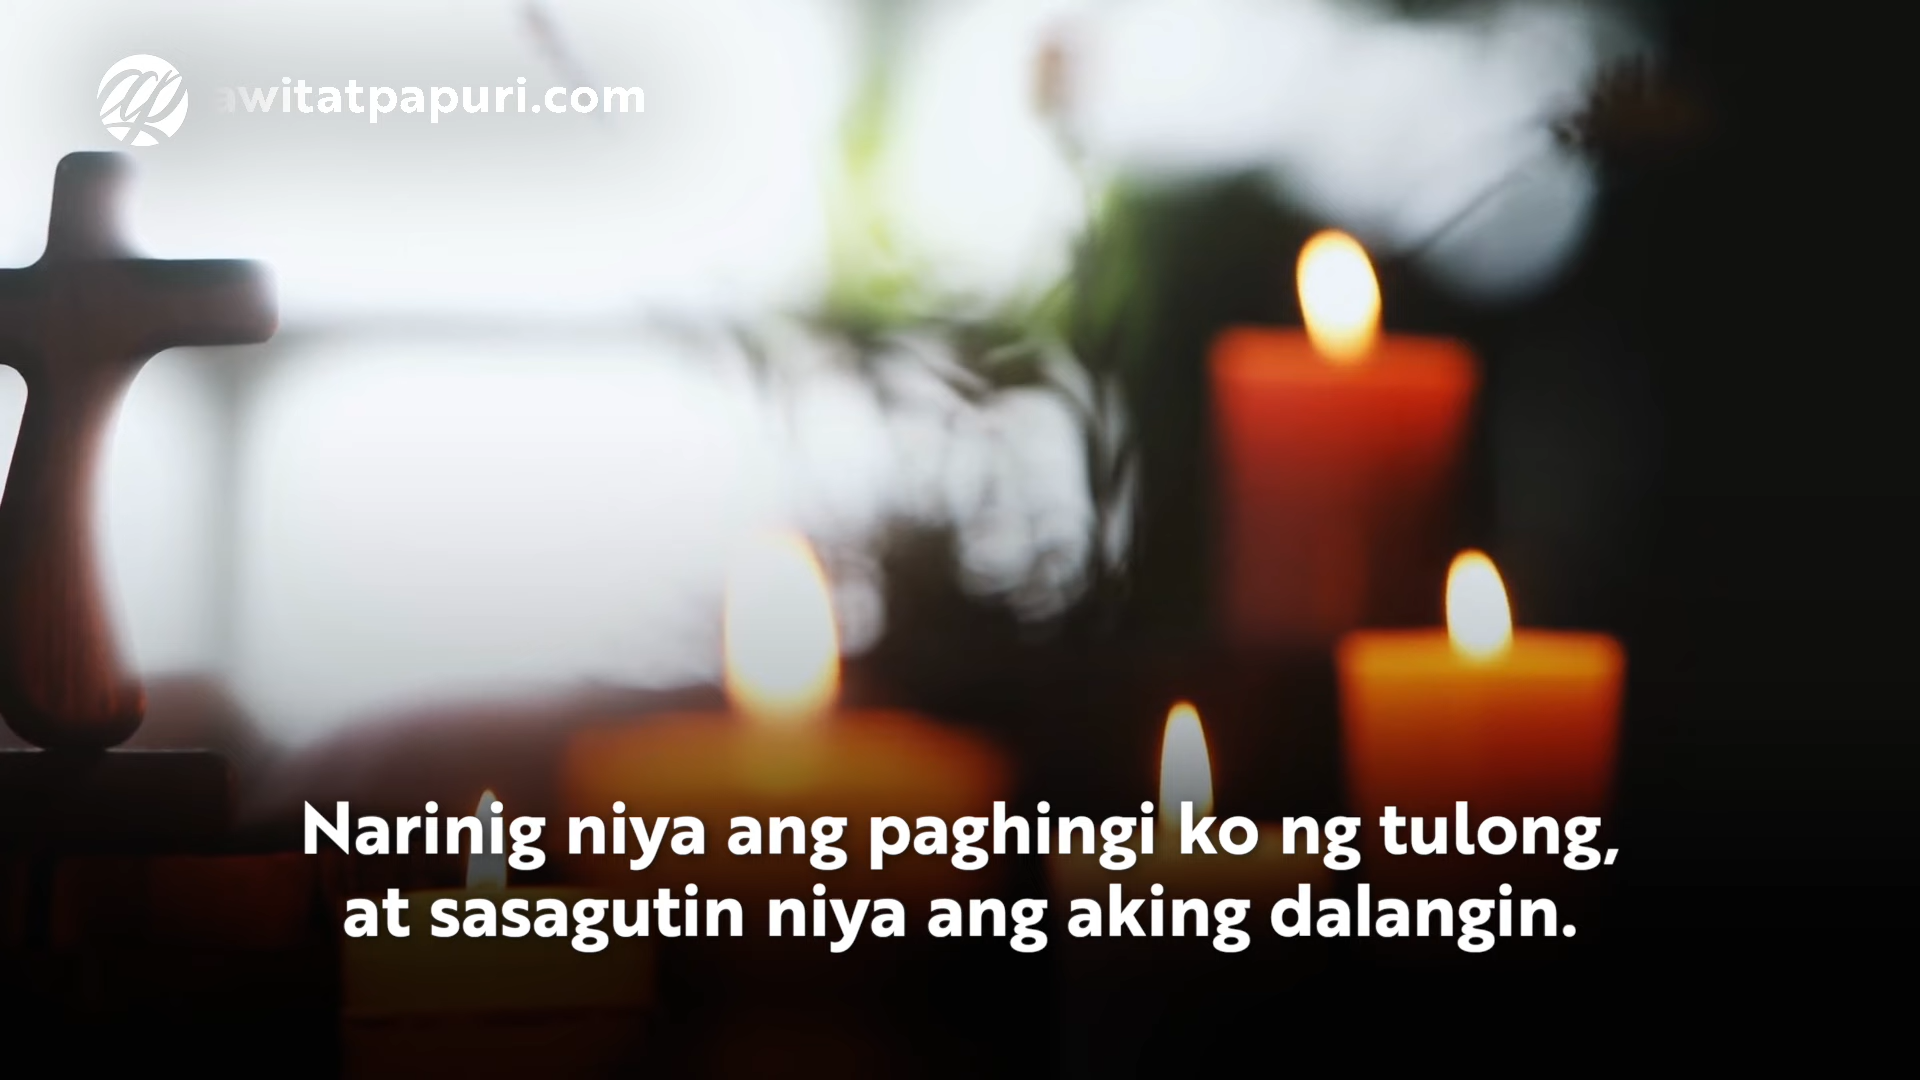 awitatpapuri.com
Narinig niya ang paghingi ko ng tulong,
at sasagutin niya ang aking dalangin.